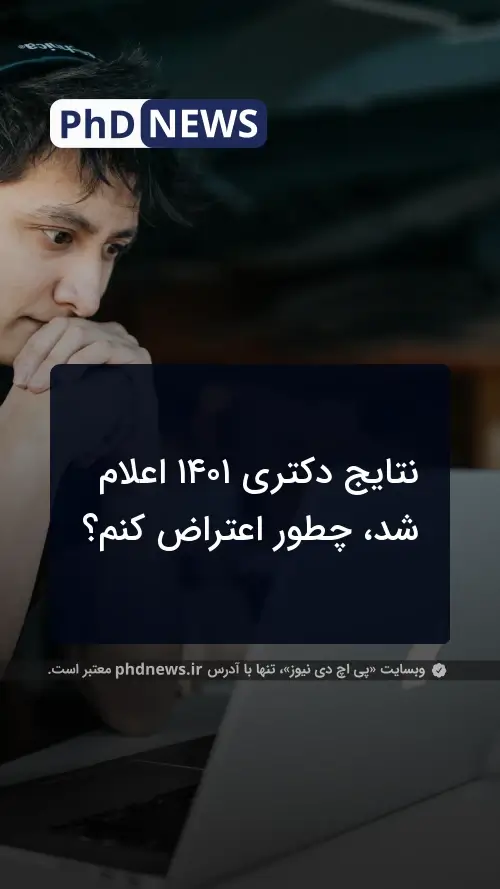 PhD NEWS
نتایج دکتری ۱۴۰۱ اعلام
شد، چطور اعتراض کنم؟
وبسایت «پی اچ دی نیوز»، تنها با آدرس phdnews.ir معتبر است.